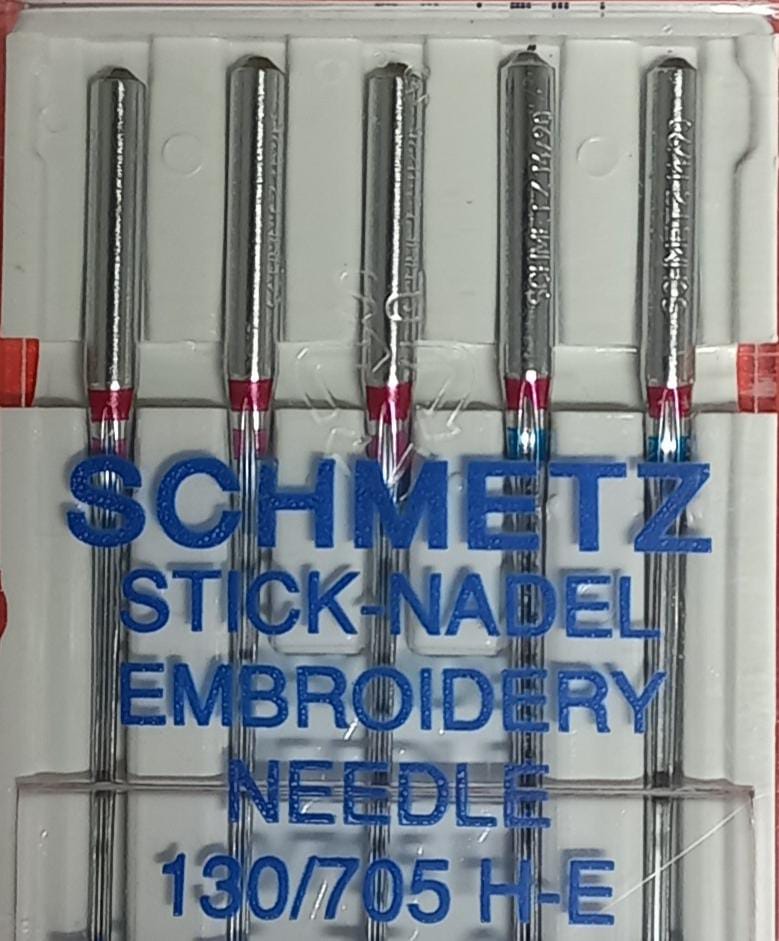 SCHMETZ
STICK-NADEL
EMBROIDERY
NEEDLE
130/705 H-E